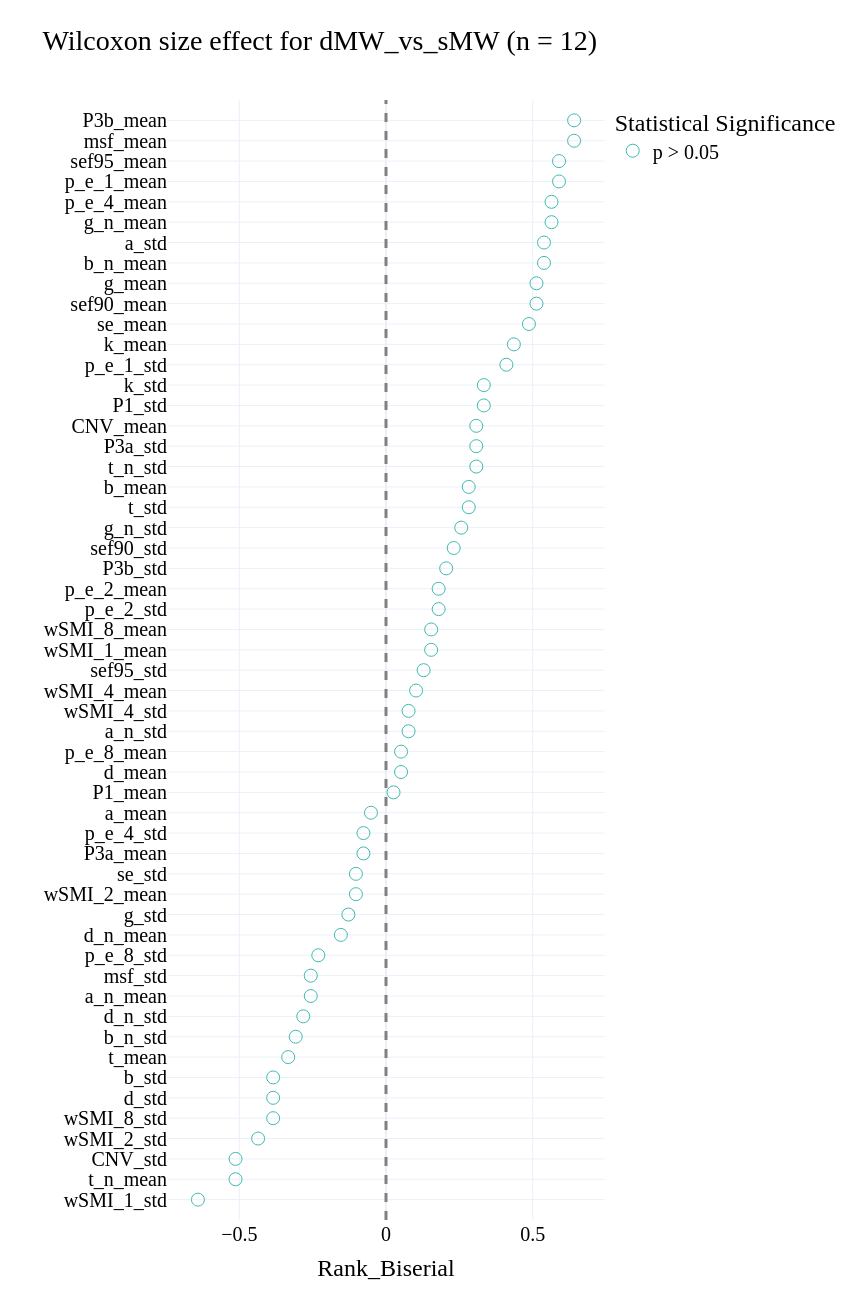 Wilcoxon size effect for dMW_vs_sMW (n = 12)
Statistical Significance
p > 0.05
P3b_mean
msf_mean
sef95_mean
p_e_1_mean
p_e_4_mean
g_n_mean
a_std
b_n_mean
g_mean
sef90_mean
se_mean
k_mean
p_e_1_std
k_std
P1_std
CNV_mean
P3a_std
t_n_std
b_mean
t_std
g_n_std
sef90_std
P3b_std
p_e_2_mean
p_e_2_std
wSMI_8_mean
wSMI_1_mean
sef95_std
wSMI_4_mean
wSMI_4_std
a_n_std
p_e_8_mean
d_mean
P1_mean
a_mean
p_e_4_std
P3a_mean
se_std
wSMI_2_mean
g_std
d_n_mean
p_e_8_std
msf_std
a_n_mean
d_n_std
b_n_std
t_mean
b_std
d_std
wSMI_8_std
wSMI_2_std
CNV_std
t_n_mean
wSMI_1_std
−0.5 0 0.5
Rank_Biserial